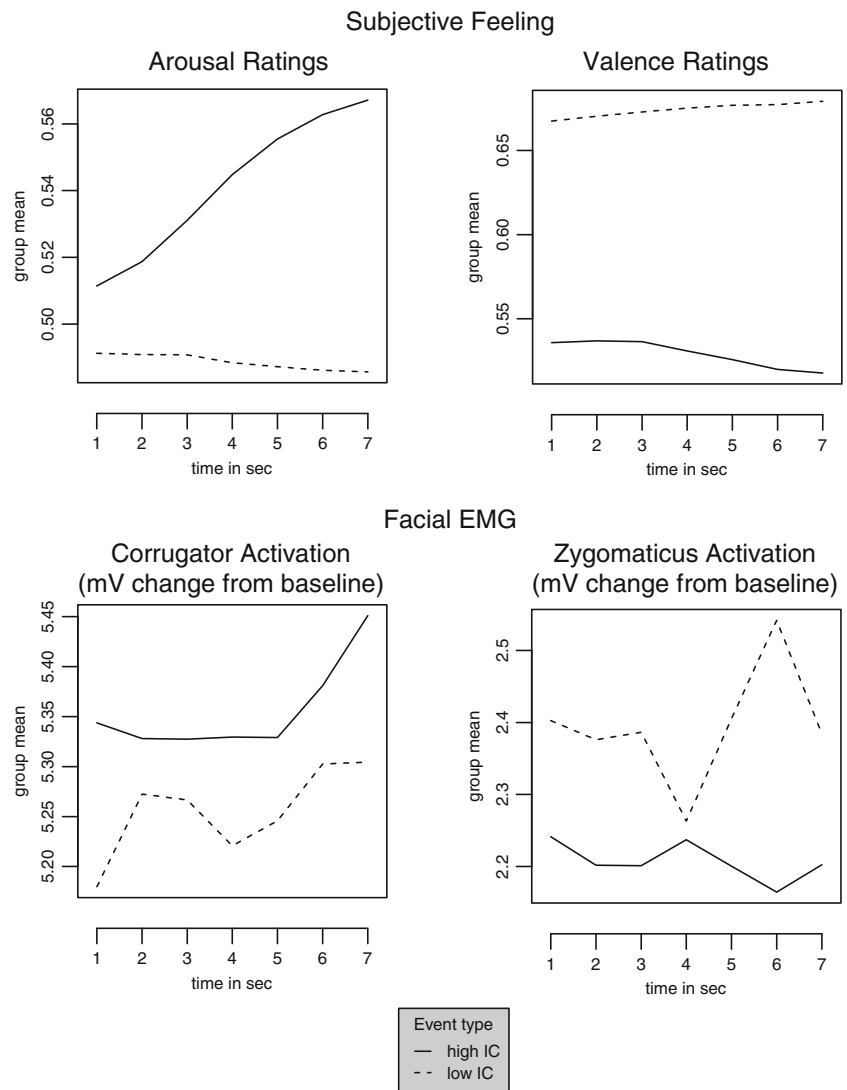 Subjective Feeling
Arousal Ratings
group mean
0.56
0.54
0.52
0.50
1 2 3 4 5 6 7
time in sec
Valence Ratings
group mean
0.65
0.60
0.55
1 2 3 4 5 6 7
time in sec
Facial EMG
Corrugator Activation
(mV change from baseline)
group mean
5.45
5.40
5.35
5.30
5.25
5.20
1 2 3 4 5 6 7
time in sec
Zygomaticus Activation
(mV change from baseline)
group mean
2.5
2.4
2.3
2.2
1 2 3 4 5 6 7
time in sec
Event type
high IC
low IC